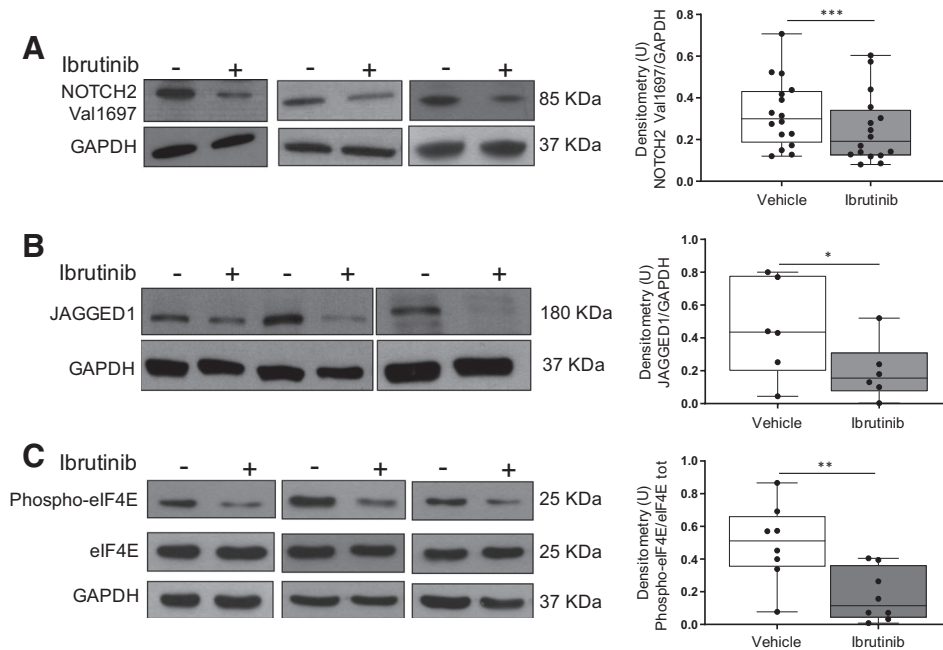 A
Ibrutinib - + - + - +
NOTCH2
Val1697
85 KDa
GAPDH
37 KDa
Densitometry (U)
NOTCH2 Val1697/GAPDH
0.8
0.6
0.4
0.2
0.0
***
Vehicle Ibrutinib
B
Ibrutinib - + - + - +
JAGGED1
180 KDa
GAPDH
37 KDa
Densitometry (U)
JAGGED1/GAPDH
1.0
0.8
0.6
0.4
0.2
0.0
*
Vehicle Ibrutinib
C
Ibrutinib - + - + - +
Phospho-eIF4E
25 KDa
eIF4E
25 KDa
GAPDH
37 KDa
Densitometry (U)
Phospho-eIF4E/eIF4E tot
1.0
0.8
0.6
0.4
0.2
0.0
**
Vehicle Ibrutinib